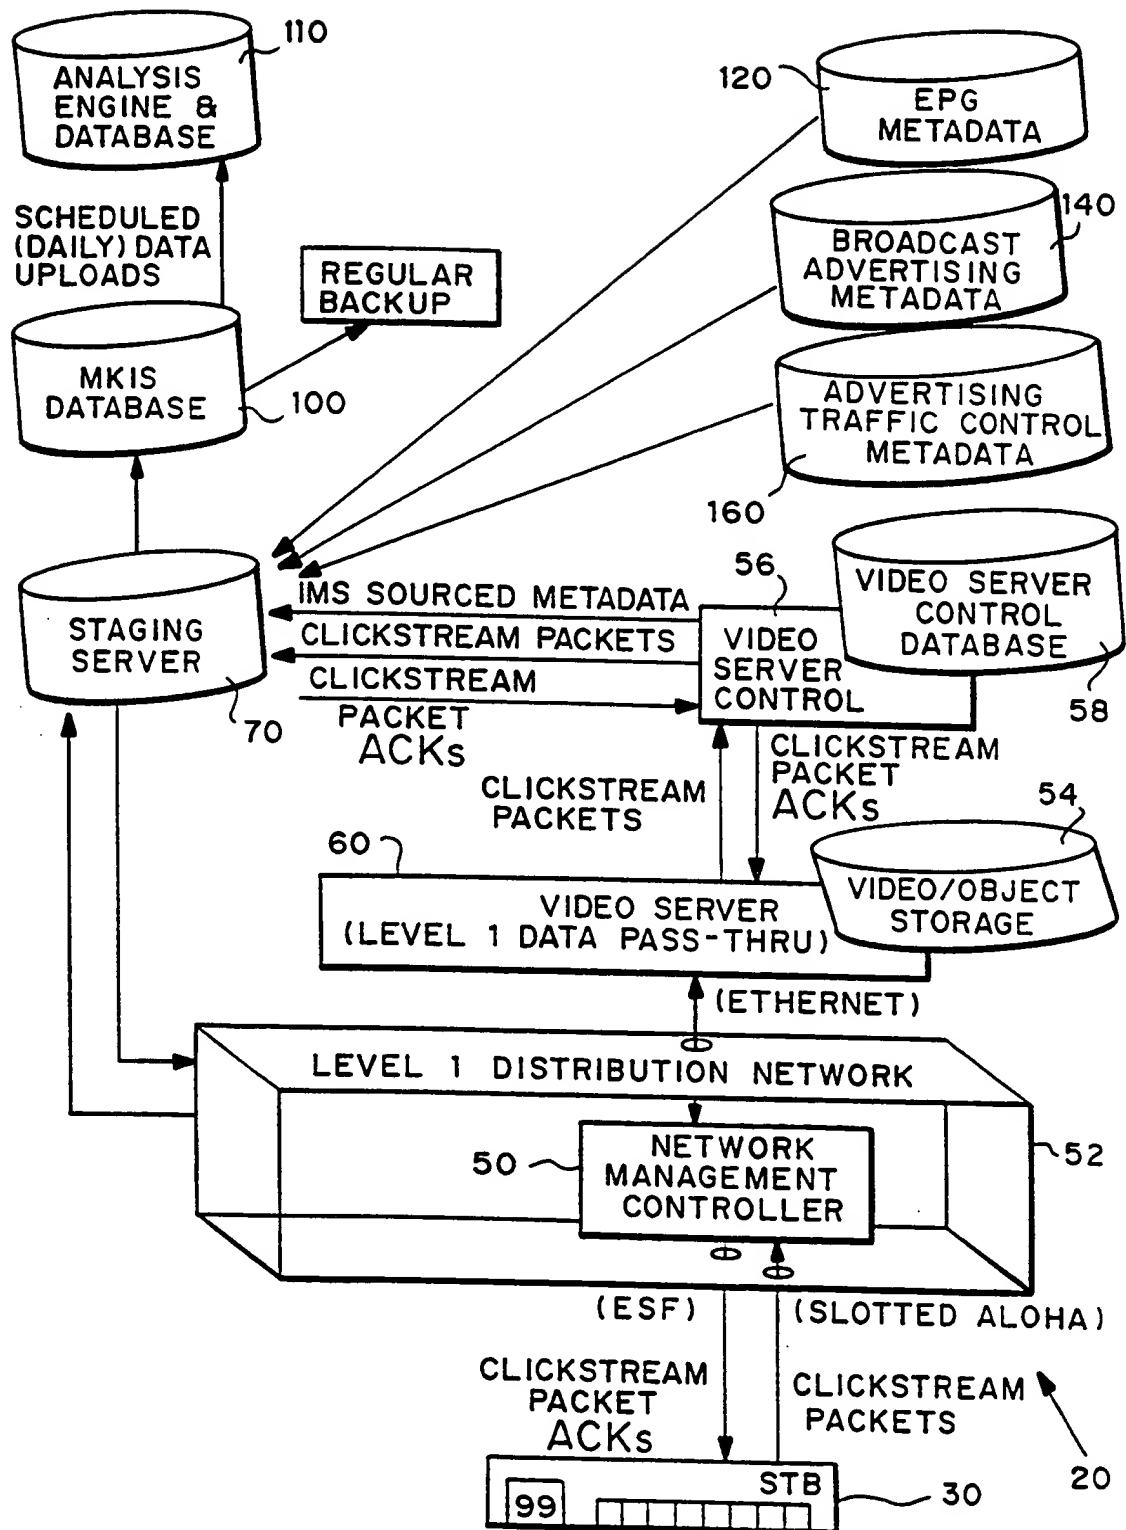 110
ANALYSIS
ENGINE &
DATABASE
120
EPG
METADATA
SCHEDULED
(DAILY) DATA
UPLOADS
REGULAR
BACKUP
140
BROADCAST
ADVERTISING
METADATA
MKIS
DATABASE
100
ADVERTISING
TRAFFIC CONTROL
METADATA
160
56
VIDEO SERVER
CONTROL
DATABASE
58
STAGING
SERVER
70
IMS SOURCED METADATA
CLICKSTREAM PACKETS
CLICKSTREAM
PACKET
ACKs
VIDEO
SERVER
CONTROL
CLICKSTREAM
PACKETS
CLICKSTREAM
PACKET
ACKs
54
VIDEO/OBJECT
STORAGE
60
VIDEO SERVER
(LEVEL 1 DATA PASS-THRU)
(ETHERNET)
LEVEL 1 DISTRIBUTION NETWORK
50
NETWORK
MANAGEMENT
CONTROLLER
52
(ESF)
(SLOTTED ALOHA)
CLICKSTREAM
PACKET
ACKs
CLICKSTREAM
PACKETS
20
STB
99
30